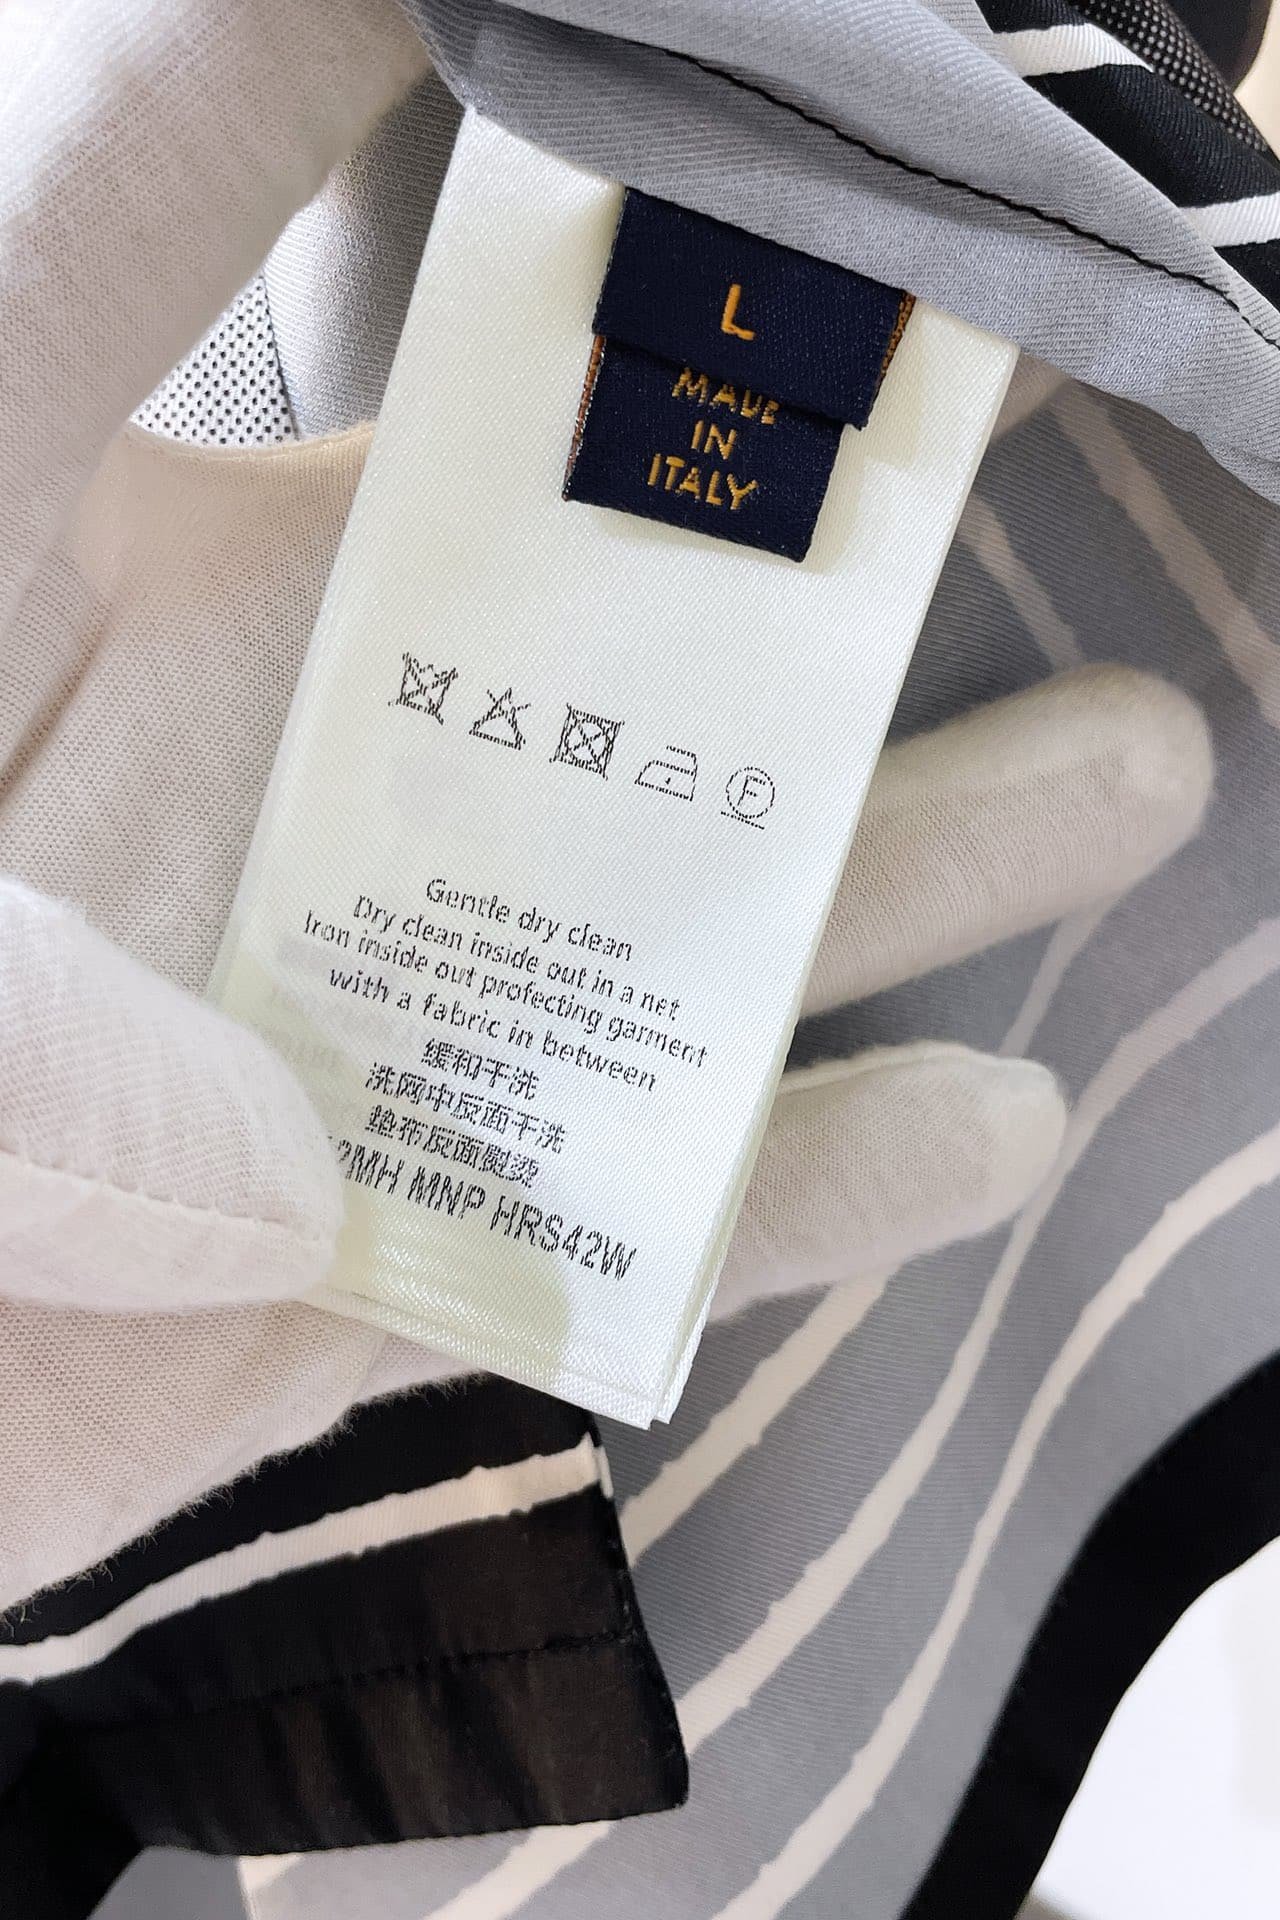 L
MADE
IN
ITALY
F
Gentle dry clean
Dry clean inside out in a net
Iron inside out protecting garment
with a fabric in between
缓和干洗
洗网中反面干洗
垫布反面熨烫
2MH MNP HRS42W